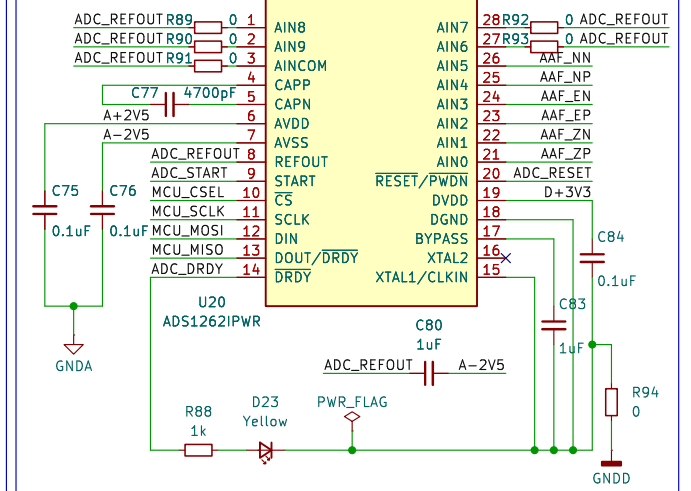 ADC_REFOUT R89 0 1 AIN8 AIN7 28 R92 0 ADC_REFOUT
ADC_REFOUT R90 0 2 AIN9 AIN6 27 R93 0 ADC_REFOUT
ADC_REFOUT R91 0 3 AINCOM AIN5 26 AAF_NN
4 CAPP AIN4 25 AAF_NP
C77 4700pF 5 CAPN AIN3 24 AAF_EN
A+2V5 6 AVDD AIN2 23 AAF_EP
A-2V5 7 AVSS AIN1 22 AAF_ZN
ADC_REFOUT 8 REFOUT AIN0 21 AAF_ZP
ADC_START 9 START RESET/PWDN 20 ADC_RESET
MCU_CSEL 10 CS DVDD 19 D+3V3
MCU_SCLK 11 SCLK DGND 18
MCU_MOSI 12 DIN BYPASS 17
MCU_MISO 13 DOUT/DRDY XTAL2 16
ADC_DRDY 14 DRDY XTAL1/CLKIN 15
C75
0.1uF
C76
0.1uF
C84
0.1uF
U20
ADS1262IPWR
C83
1uF
C80
1uF
ADC_REFOUT A-2V5
GNDA
R88
1k
D23
Yellow
PWR_FLAG
R94
0
GNDD